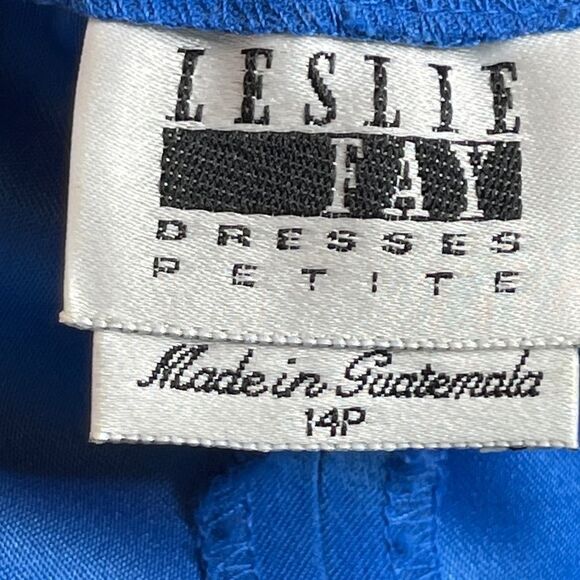 LESLIE
FAY
DRESSES
PETITE
Made in Guatemala
14P